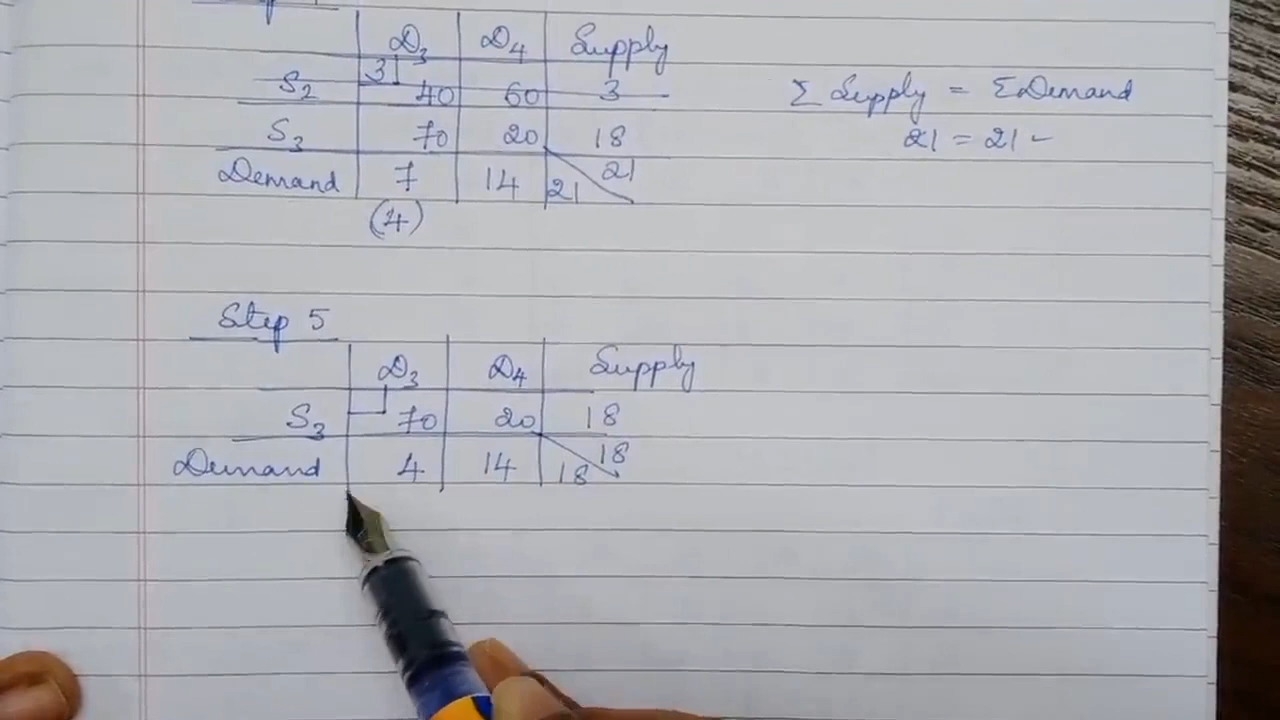 D3 D4 Supply
S2 3 40 60 3
Σ Supply = Σ Demand
S3 70 20 18
21 = 21
Demand 7 14 21 21
(4)
Step 5
D3 D4 Supply
S3 70 20 18
Demand 4 14 18 18